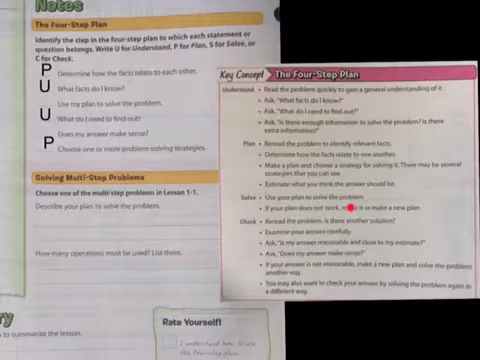 Notes
The Four-Step Plan
Identify the step in the four-step plan to which each statement or
question belongs. Write U for Understand, P for Plan, S for Solve, or
C for Check.
P Determine how the facts relate to each other.
U What facts do I know?
Use my plan to solve the problem.
U What do I need to find out?
Does my answer make sense?
P Choose one or more problem-solving strategies.
Solving Multi-Step Problems
Choose one of the multi-step problems in Lesson 1-1.
Describe your plan to solve the problem.
How many operations must be used? List them.
to summarize the lesson.
Rate Yourself!
I understand how to use
the four-step plan.
Key Concept The Four-Step Plan
Understand • Read the problem quickly to gain a general understanding of it.
• Ask, "What facts do I know?"
• Ask, "What do I need to find out?"
• Ask, "Is there enough information to solve the problem? Is there
extra information?"
Plan • Reread the problem to identify relevant facts.
• Determine how the facts relate to one another.
• Make a plan and choose a strategy for solving it. There may be several
strategies that you can use.
• Estimate what you think the answer should be.
Solve • Use your plan to solve the problem.
• If your plan does not work, it or make a new plan.
Check • Reread the problem. Is there another solution?
• Examine your answer carefully.
• Ask, "Is my answer reasonable and close to my estimate?"
• Ask, "Does my answer make sense?"
• If your answer is not reasonable, make a new plan and solve the problem
another way.
• You may also want to check your answer by solving the problem again in
a different way.